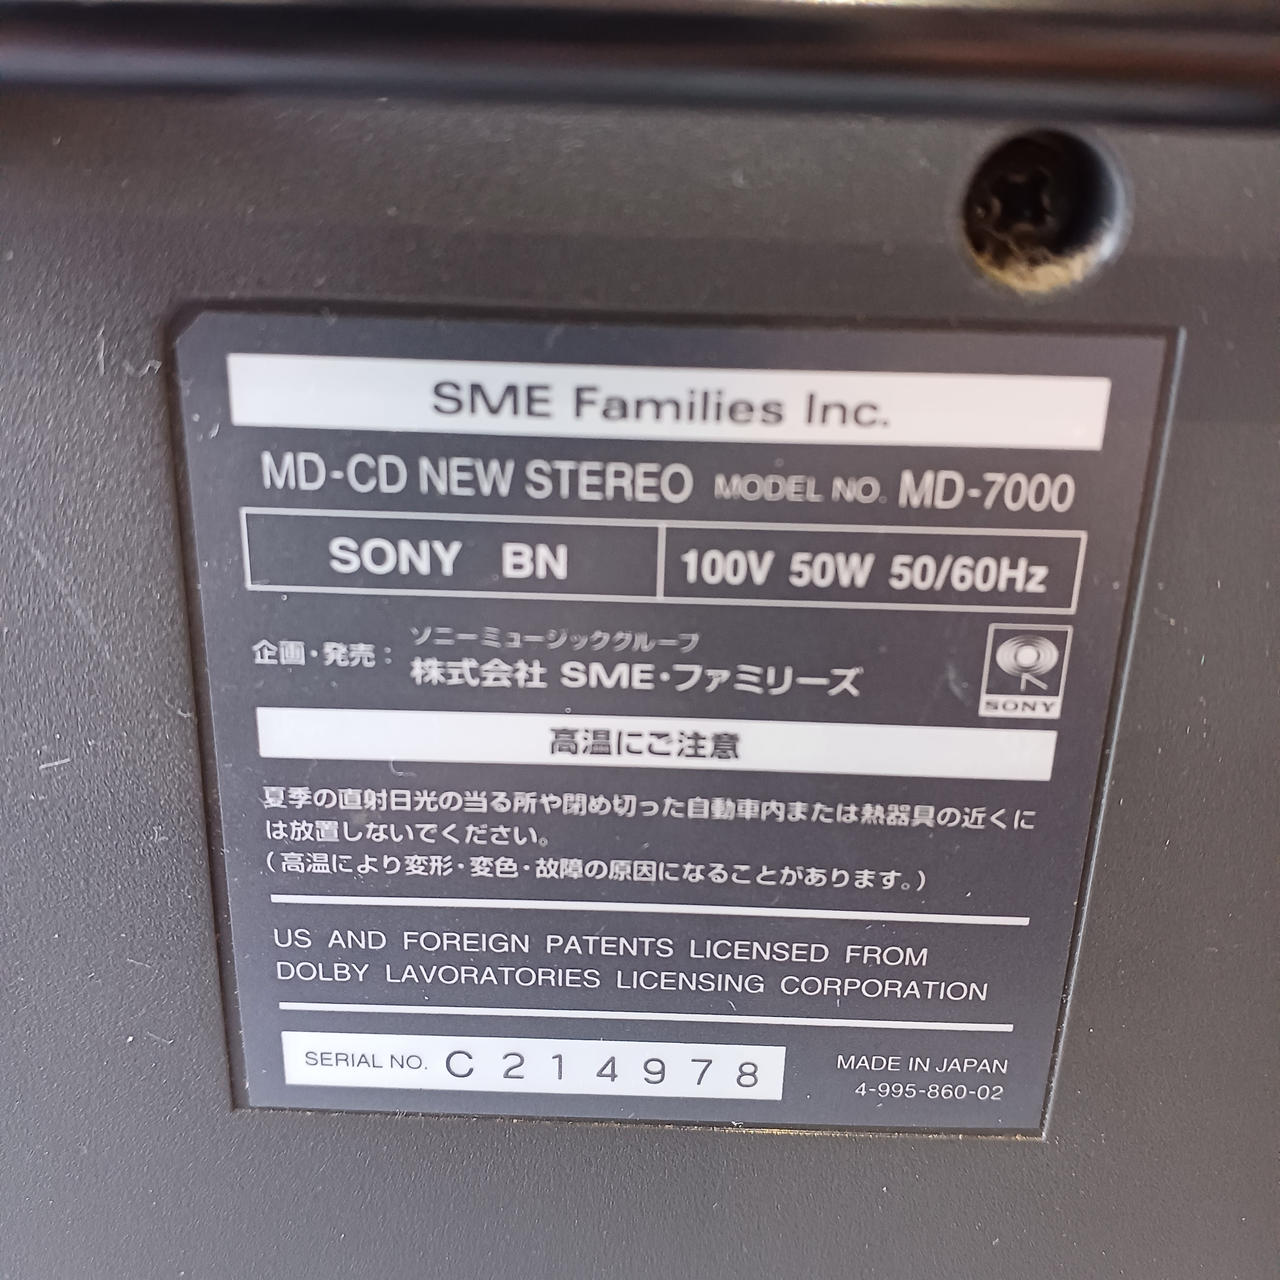 SME Families Inc.
MD-CD NEW STEREO MODEL NO. MD-7000
SONY BN 100V 50W 50/60Hz
ソニーミュージックグループ
企画・発売: 株式会社 SME・ファミリーズ
SONY
高温にご注意
夏季の直射日光の当る所や閉め切った自動車内または熱器具の近くに
は放置しないでください。
(高温により変形・変色・故障の原因になることがあります。)
US AND FOREIGN PATENTS LICENSED FROM
DOLBY LAVORATORIES LICENSING CORPORATION
SERIAL NO. C 2 1 4 9 7 8
MADE IN JAPAN
4-995-860-02